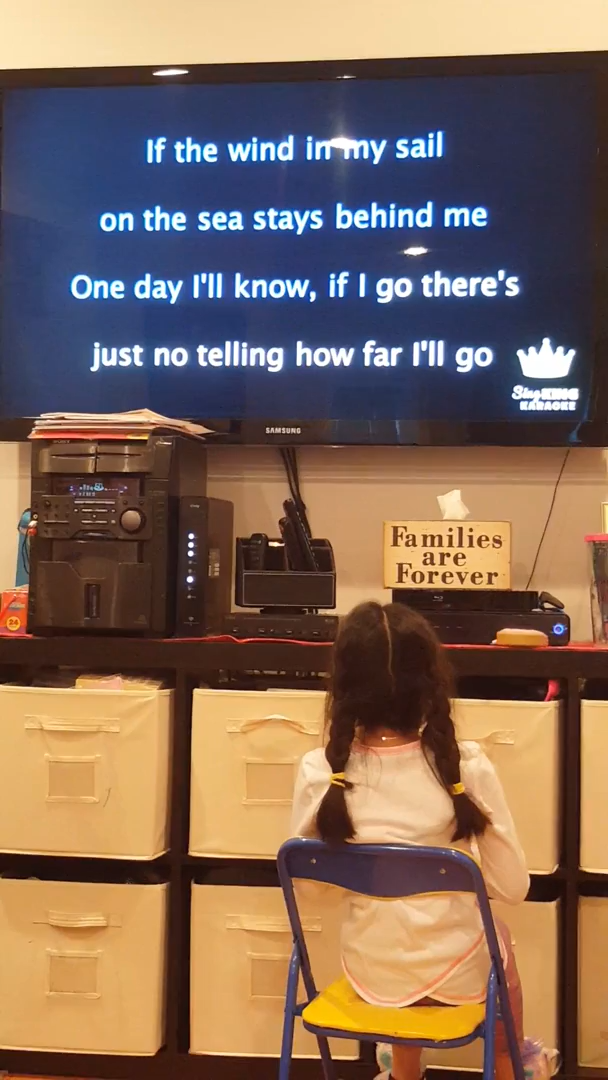 If the wind in my sail
on the sea stays behind me
One day I'll know, if I go there's
just no telling how far I'll go
Sing KING
KARAOKE
SAMSUNG
Families
are
Forever
24